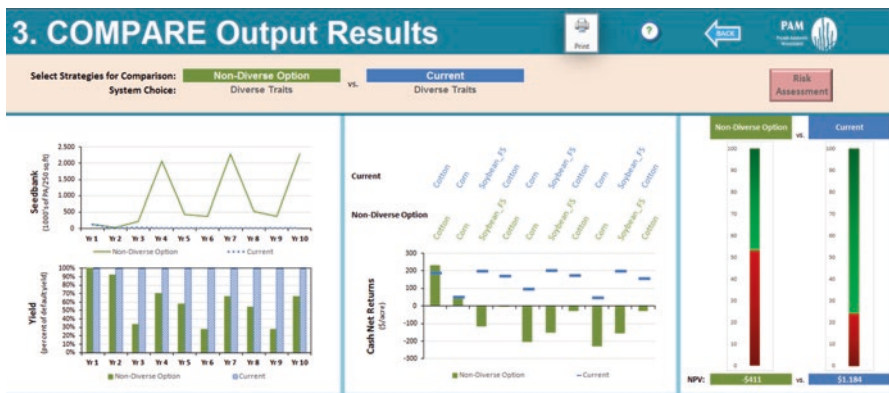 3. COMPARE Output Results
Print
?
BACK
PAM
Select Strategies for Comparison: Non-Diverse Option vs. Current
System Choice: Diverse Traits Diverse Traits
Risk Assessment
Seedbank
(1000's of PA/250 sq.ft)
2.500
2.000
1.500
1.000
500
0
Yr 1 Yr 2 Yr 3 Yr 4 Yr 5 Yr 6 Yr 7 Yr 8 Yr 9 Yr 10
Non-Diverse Option Current
Yield
(percent of default yield)
100%
90%
80%
70%
60%
50%
40%
30%
20%
10%
0%
Yr 1 Yr 2 Yr 3 Yr 4 Yr 5 Yr 6 Yr 7 Yr 8 Yr 9 Yr 10
Non-Diverse Option Current
Current
Cotton Corn Soybean_FS Cotton Corn Soybean_FS Cotton Corn Soybean_FS Cotton
Non-Diverse Option
Cotton Corn Soybean_FS Cotton Corn Soybean_FS Cotton Corn Soybean_FS Cotton
Cash Net Returns
($/acre)
300
200
100
0
-100
-200
-300
Non-Diverse Option Current
Non-Diverse Option vs. Current
100 100
90 90
80 80
70 70
60 60
50 50
40 40
30 30
20 20
10 10
0 0
NPV: -$411 vs. $1.184